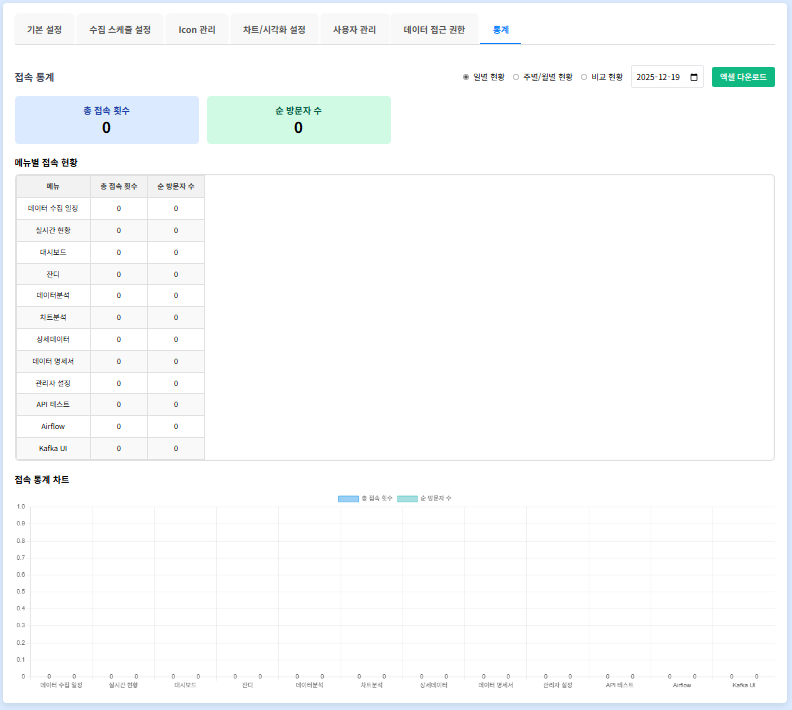 기본 설정 수집 스케줄 설정 Icon 관리 차트/시각화 설정 사용자 관리 데이터 접근 권한 통계
접속 통계 일별 현황 주별/월별 현황 비교 현황 2025-12-19 엑셀 다운로드
총 접속 횟수 순 방문자 수
0 0
메뉴별 접속 현황
메뉴 총 접속 횟수 순 방문자 수
데이터 수집 일정 0 0
실시간 현황 0 0
대시보드 0 0
잔디 0 0
데이터분석 0 0
차트분석 0 0
상세데이터 0 0
데이터 명세서 0 0
관리자 설정 0 0
API 테스트 0 0
Airflow 0 0
Kafka UI 0 0
접속 통계 차트
총 접속 횟수 순 방문자 수
1.0
0.9
0.8
0.7
0.6
0.5
0.4
0.3
0.2
0.1
0 0 0 0 0 0 0 0 0 0 0 0 0 0 0 0 0 0 0 0 0 0 0 0 0
데이터 수집 일정 실시간 현황 대시보드 잔디 데이터분석 차트분석 상세데이터 데이터 명세서 관리자 설정 API 테스트 Airflow Kafka UI